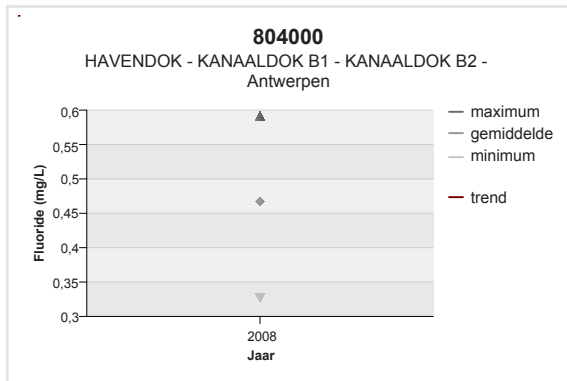 804000
HAVENDOK - KANAALDOK B1 - KANAALDOK B2 -
Antwerpen
Fluoride (mg/L)
0,6
0,55
0,5
0,45
0,4
0,35
0,3
2008
Jaar
maximum
gemiddelde
minimum
trend